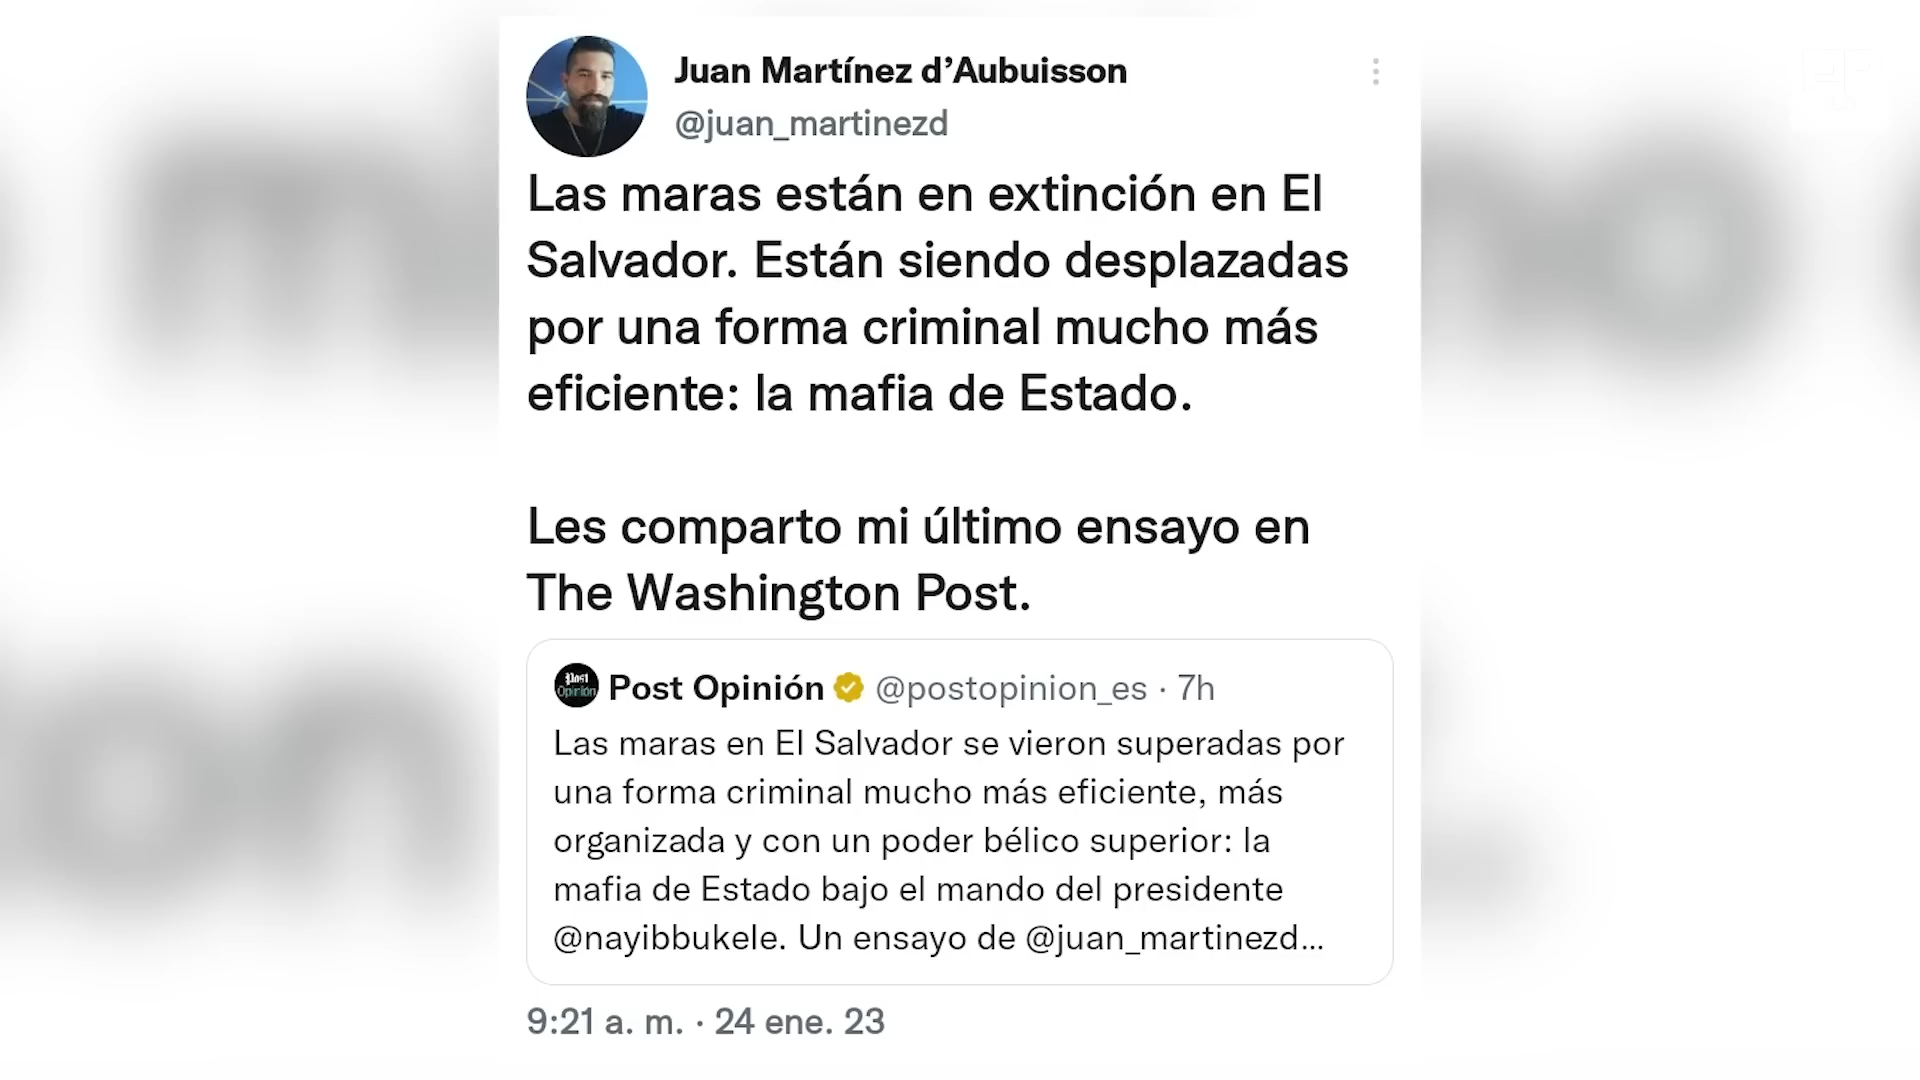 Juan Martínez d’Aubuisson
@juan_martinezd
Las maras están en extinción en El
Salvador. Están siendo desplazadas
por una forma criminal mucho más
eficiente: la mafia de Estado.
Les comparto mi último ensayo en
The Washington Post.
Post
Opinión
Post Opinión @postopinion_es · 7h
Las maras en El Salvador se vieron superadas por
una forma criminal mucho más eficiente, más
organizada y con un poder bélico superior: la
mafia de Estado bajo el mando del presidente
@nayibbukele. Un ensayo de @juan_martinezd...
9:21 a. m. · 24 ene. 23